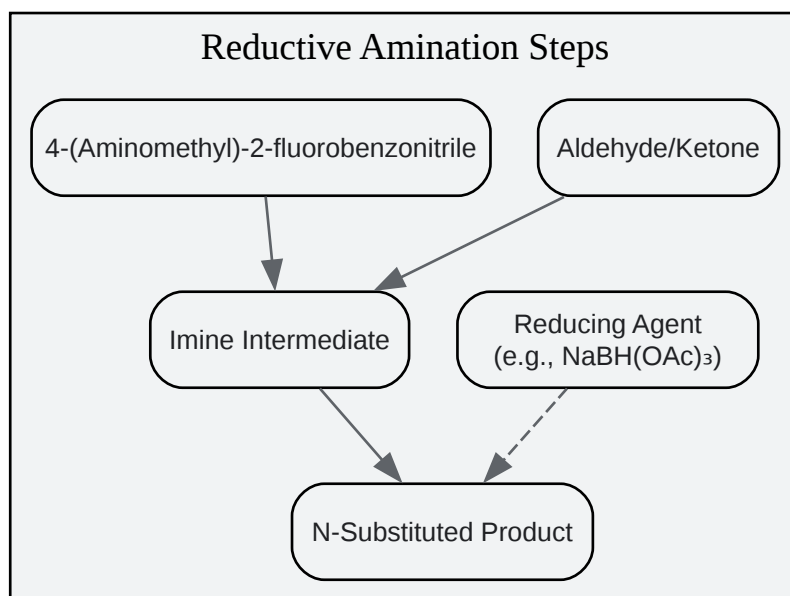 Reductive Amination Steps
4-(Aminomethyl)-2-fluorobenzonitrile
Aldehyde/Ketone
Imine Intermediate
Reducing Agent
(e.g., NaBH(OAc)₃)
N-Substituted Product